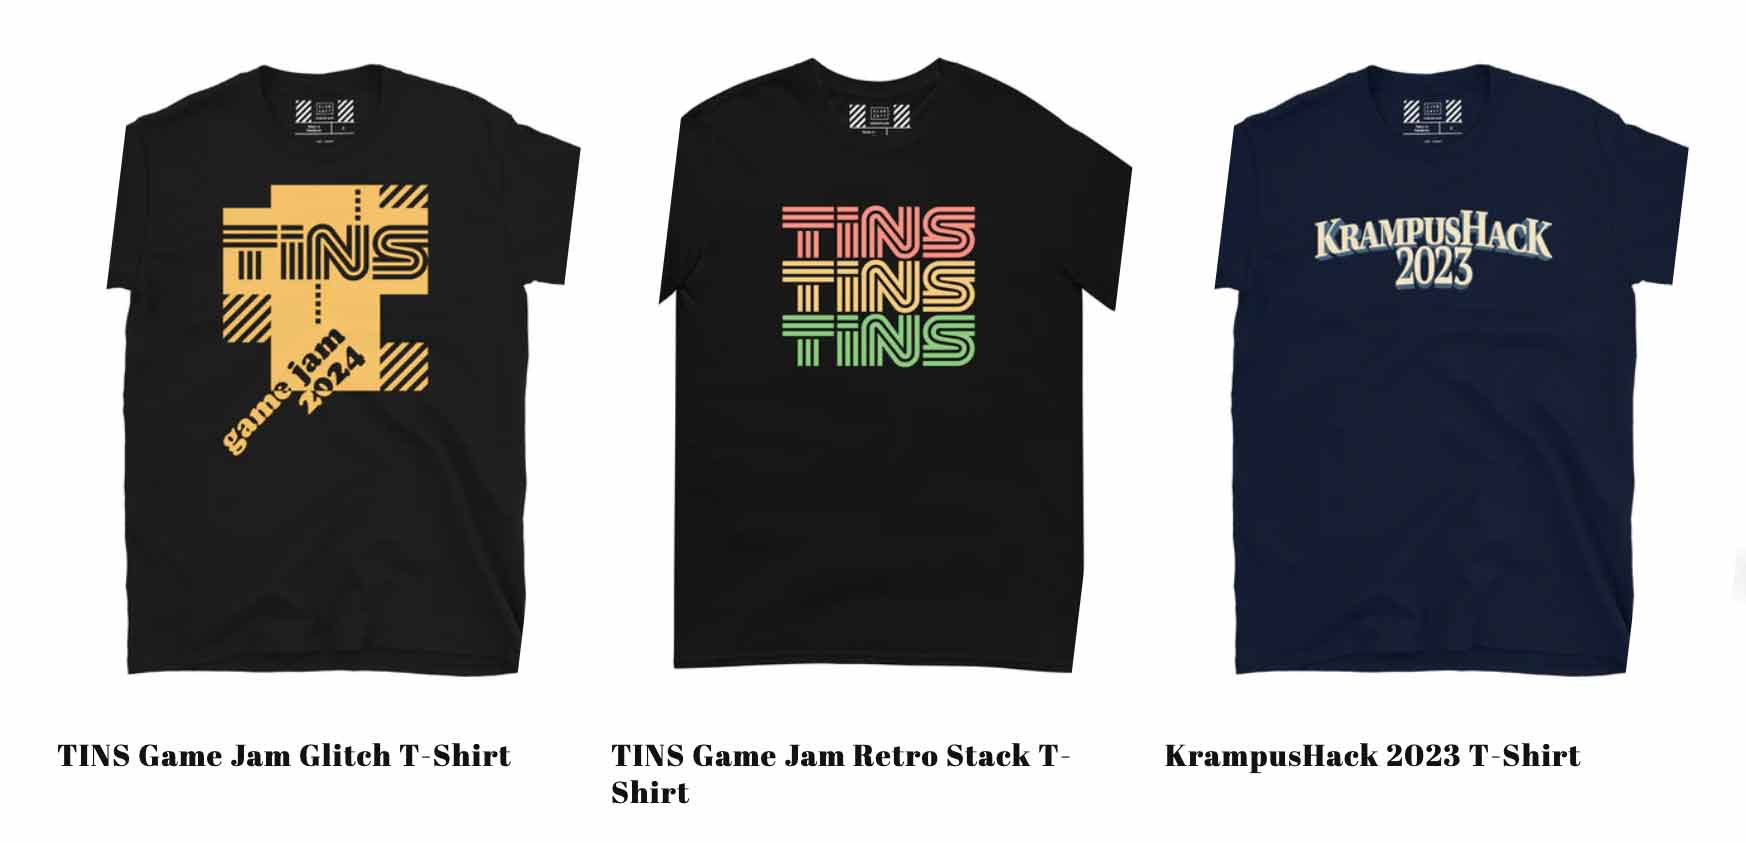 TINS
game jam
2024
TINS
TINS
TINS
KRAMPUSHACK
2023
TINS Game Jam Glitch T-Shirt
TINS Game Jam Retro Stack T-
Shirt
KrampusHack 2023 T-Shirt